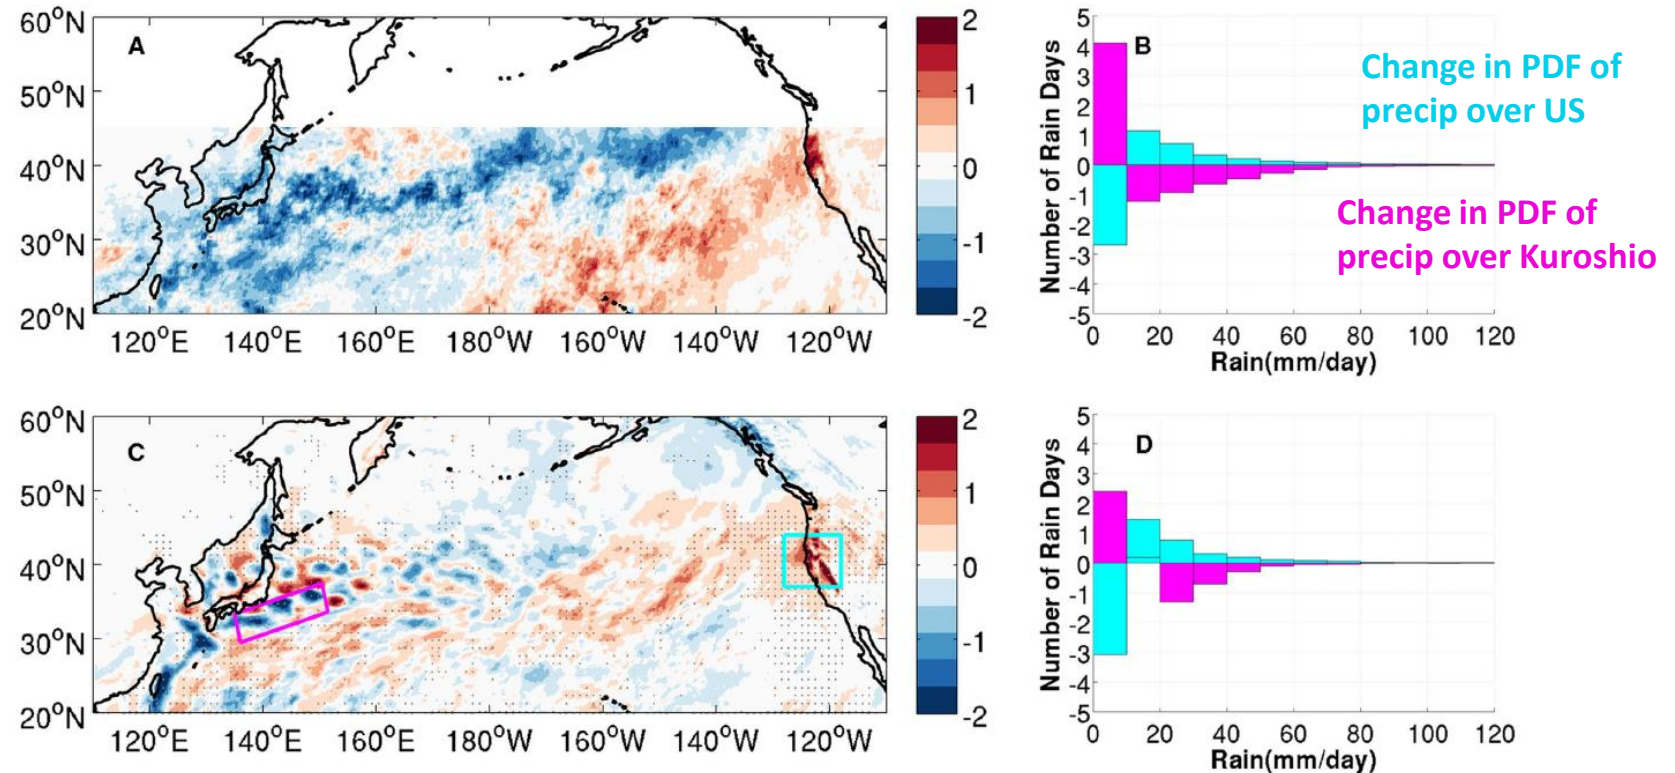 60°N
50°N
40°N
30°N
20°N
A
120°E 140°E 160°E 180°W 160°W 140°W 120°W
2
1
0
-1
-2
5
4
3
2
1
0
-1
-2
-3
-4
-5
Number of Rain Days
B
0 20 40 60 80 100 120
Rain(mm/day)
Change in PDF of
precip over US
Change in PDF of
precip over Kuroshio
60°N
50°N
40°N
30°N
20°N
C
120°E 140°E 160°E 180°W 160°W 140°W 120°W
2
1
0
-1
-2
5
4
3
2
1
0
-1
-2
-3
-4
-5
Number of Rain Days
D
0 20 40 60 80 100 120
Rain(mm/day)